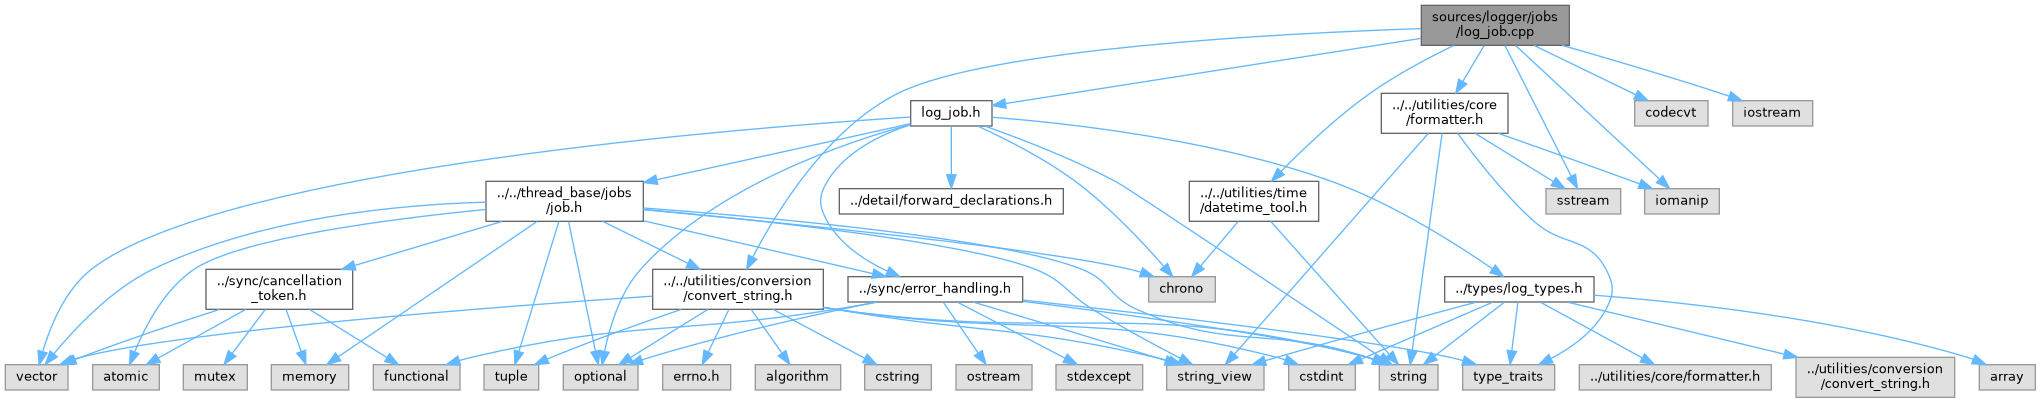 sources/logger/jobs
/log_job.cpp
log_job.h
../../utilities/core
/formatter.h
codecvt
iostream
../../thread_base/jobs
/job.h
../detail/forward_declarations.h
../../utilities/time
/datetime_tool.h
sstream
iomanip
../sync/cancellation
_token.h
../../utilities/conversion
/convert_string.h
../sync/error_handling.h
chrono
../types/log_types.h
vector
atomic
mutex
memory
functional
tuple
optional
errno.h
algorithm
cstring
ostream
stdexcept
string_view
cstdint
string
type_traits
../utilities/core/formatter.h
../utilities/conversion
/convert_string.h
array